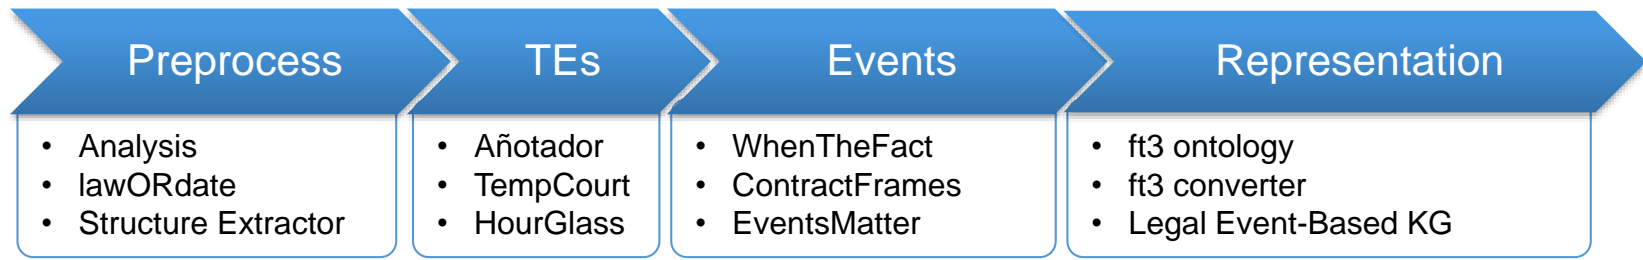 Preprocess
TEs
Events
Representation
• Analysis
• lawORdate
• Structure Extractor
• Añotador
• TempCourt
• HourGlass
• WhenTheFact
• ContractFrames
• EventsMatter
• ft3 ontology
• ft3 converter
• Legal Event-Based KG